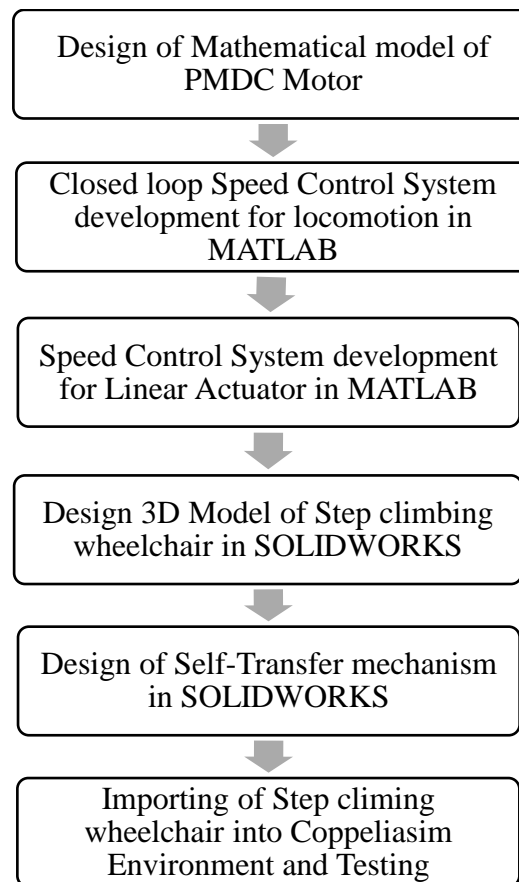 Design of Mathematical model of
PMDC Motor
Closed loop Speed Control System
development for locomotion in
MATLAB
Speed Control System development
for Linear Actuator in MATLAB
Design 3D Model of Step climbing
wheelchair in SOLIDWORKS
Design of Self-Transfer mechanism
in SOLIDWORKS
Importing of Step climing
wheelchair into Coppeliasim
Environment and Testing